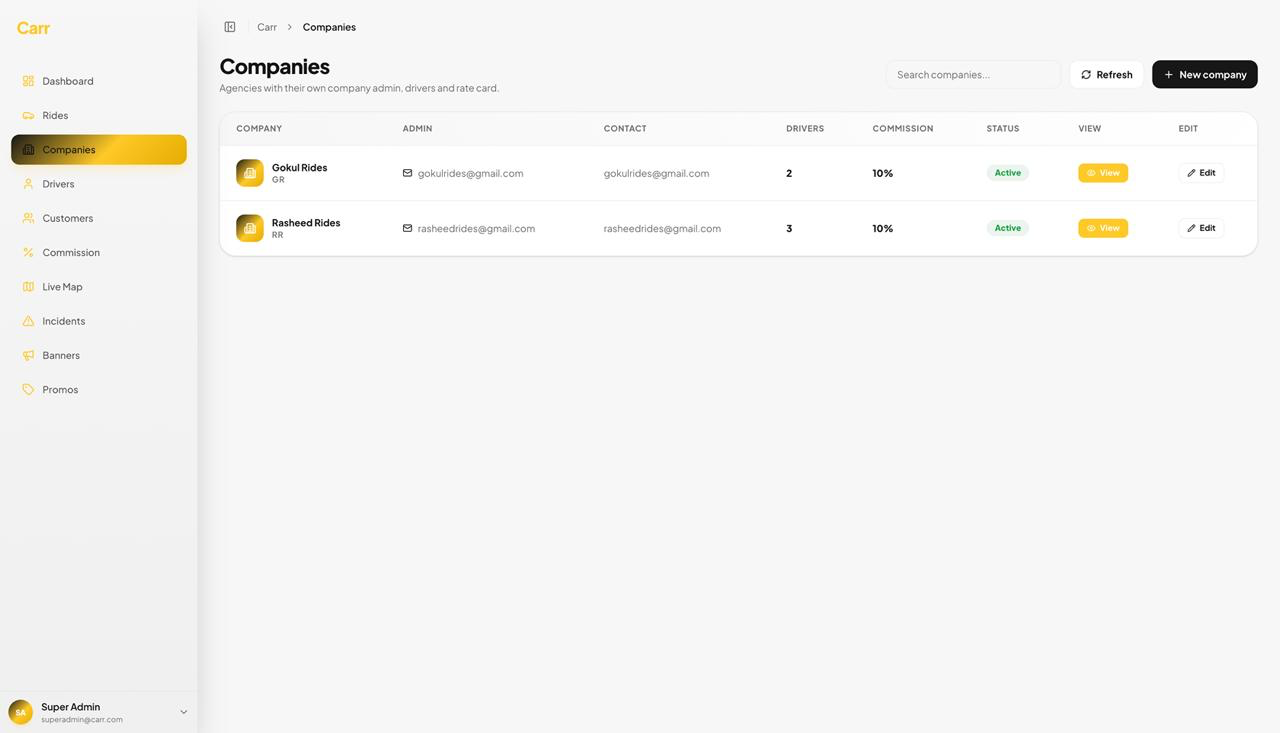 Carr
Dashboard
Rides
Companies
Drivers
Customers
Commission
Live Map
Incidents
Banners
Promos
SA
Super Admin
superadmin@carr.com
Carr > Companies
Companies
Agencies with their own company admin, drivers and rate card.
Search companies...
Refresh
+ New company
COMPANY ADMIN CONTACT DRIVERS COMMISSION STATUS VIEW EDIT
Gokul Rides gokulrides@gmail.com gokulrides@gmail.com 2 10% Active View Edit
GR
Rasheed Rides rasheedrides@gmail.com rasheedrides@gmail.com 3 10% Active View Edit
RR